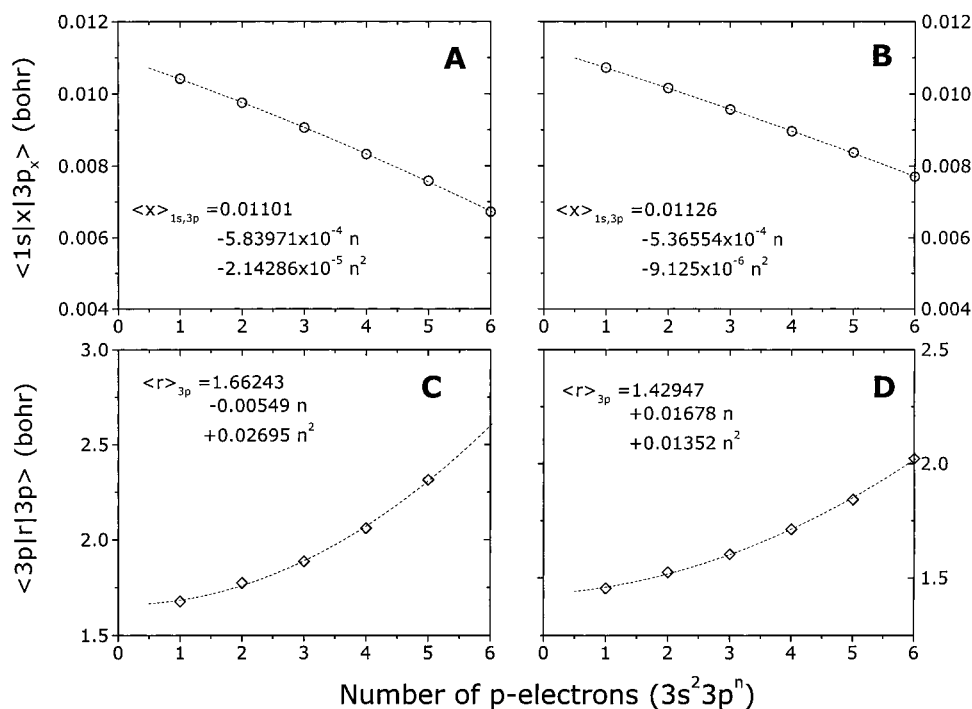 0.012
0.010
0.008
0.006
0.004
<1s|x|3pₓ> (bohr)
A
<x>₁ₛ,₃ₚ =0.01101
-5.83971x10⁻⁴ n
-2.14286x10⁻⁵ n²
0 1 2 3 4 5 6
B
<x>₁ₛ,₃ₚ =0.01126
-5.36554x10⁻⁴ n
-9.125x10⁻⁶ n²
0 1 2 3 4 5 6
0.012
0.010
0.008
0.006
0.004
3.0
2.5
2.0
1.5
<3p|r|3p> (bohr)
C
<r>₃ₚ =1.66243
-0.00549 n
+0.02695 n²
0 1 2 3 4 5 6
D
<r>₃ₚ =1.42947
+0.01678 n
+0.01352 n²
0 1 2 3 4 5 6
2.5
2.0
1.5
Number of p-electrons (3s²3pⁿ)